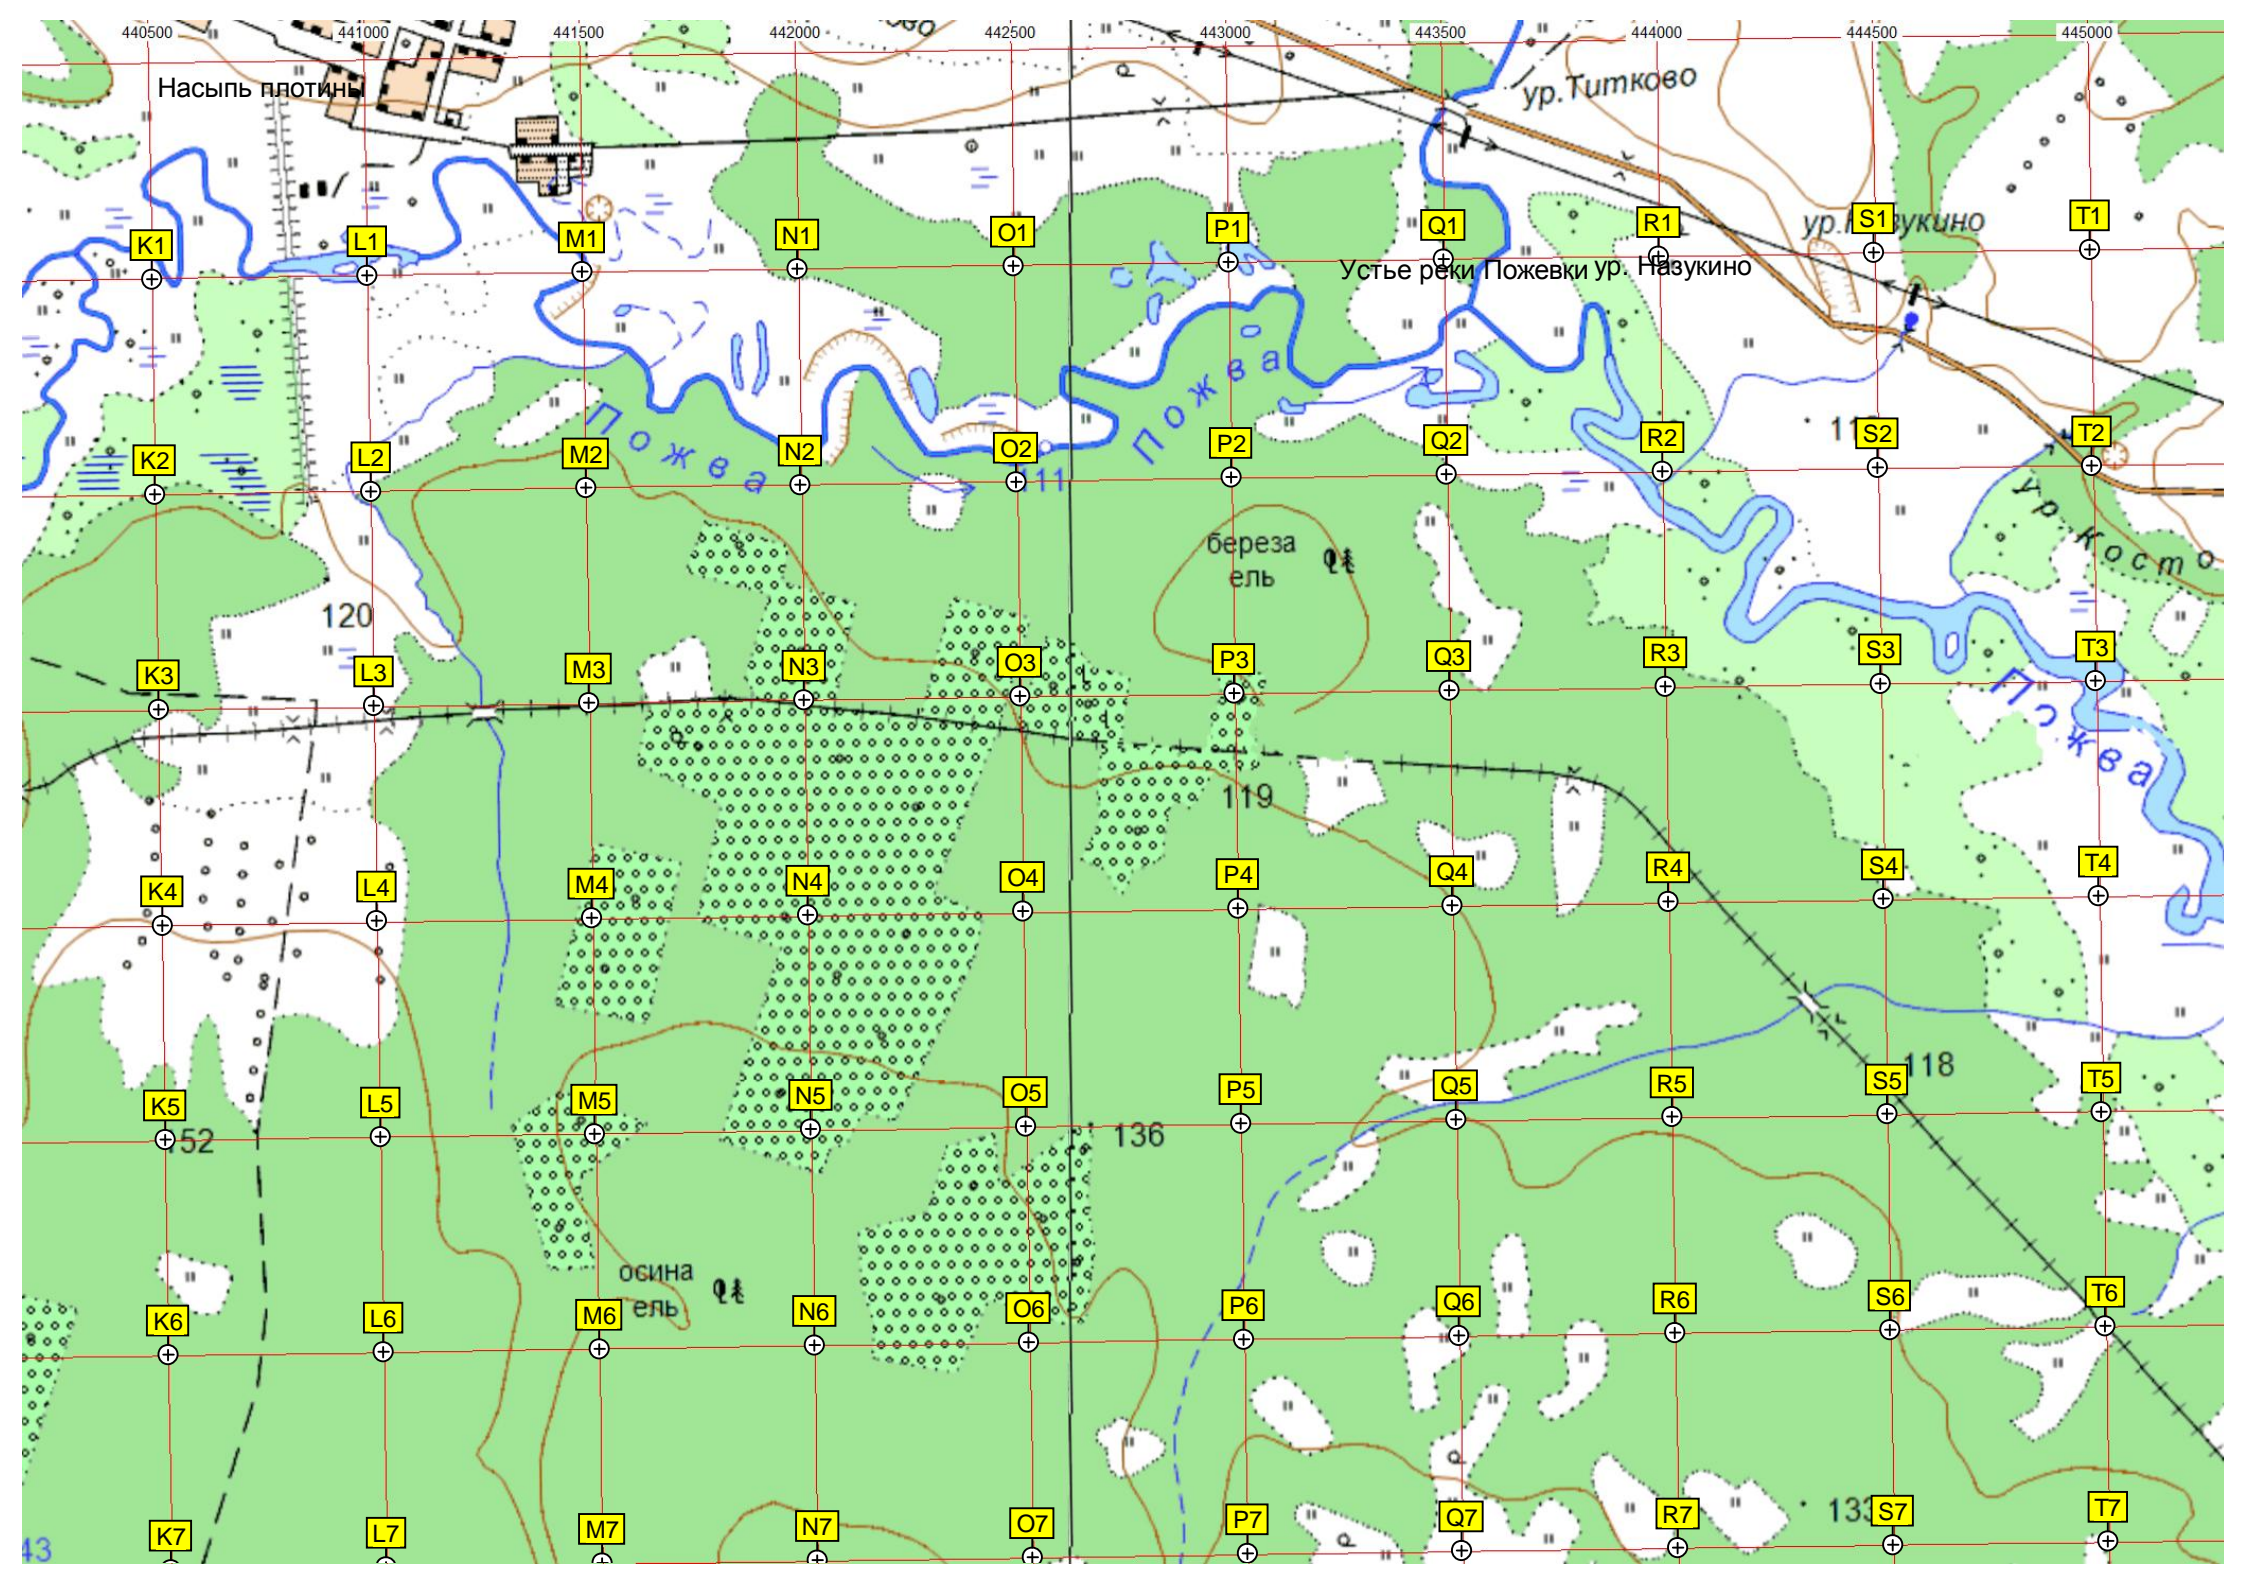 440500 441000 441500 442000 442500 443000 443500 444000 444500 445000
Насыпь плотины
ур.Титково
K1 L1 M1 N1 O1 P1 Q1 R1 S1 T1
Устье реки Пожевки ур. Назукино
Пожва
Пожва
K2 L2 M2 N2 O2 P2 Q2 R2 S2 T2
111
ур. Косто
береза
ель
120
K3 L3 M3 N3 O3 P3 Q3 R3 S3 T3
Пожва
119
K4 L4 M4 N4 O4 P4 Q4 R4 S4 T4
118
K5 L5 M5 N5 O5 P5 Q5 R5 S5 T5
136
осина
ель
K6 L6 M6 N6 O6 P6 Q6 R6 S6 T6
K7 L7 M7 N7 O7 P7 Q7 R7 S7 T7
133
43